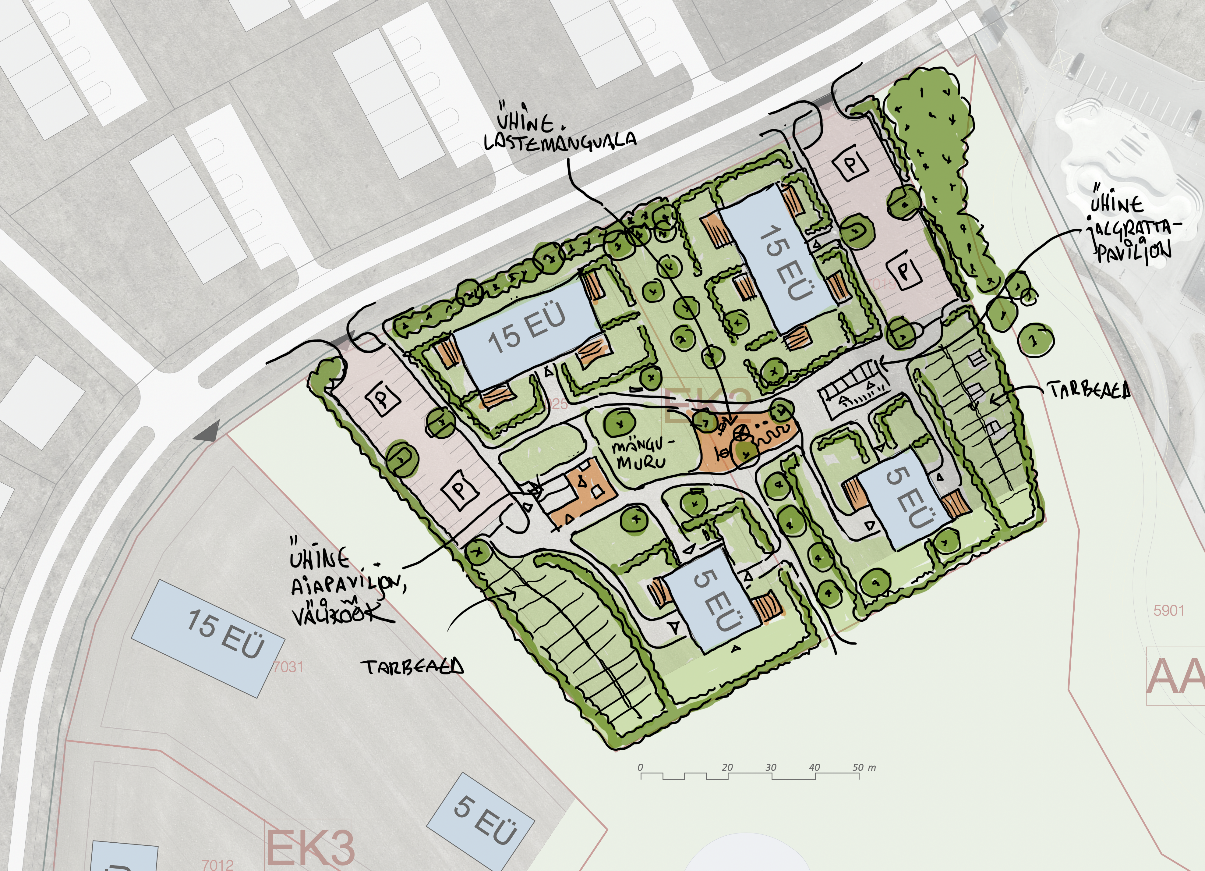 ÜHINE.
LASTEMÄNGUALA
P
ÜHINE
JALGRATTA-
PAVILJON
15 EÜ
P
15 EÜ
P
TARBEAED
EK2
P
MÄNGU-
MURU
5 EÜ
ÜHINE
AIAPAVILJON,
VÄLIKÖÖK
5 EÜ
TARBEAED
15 EÜ
7031
5901
AA
0 20 30 40 50 m
5 EÜ
EK3
7012